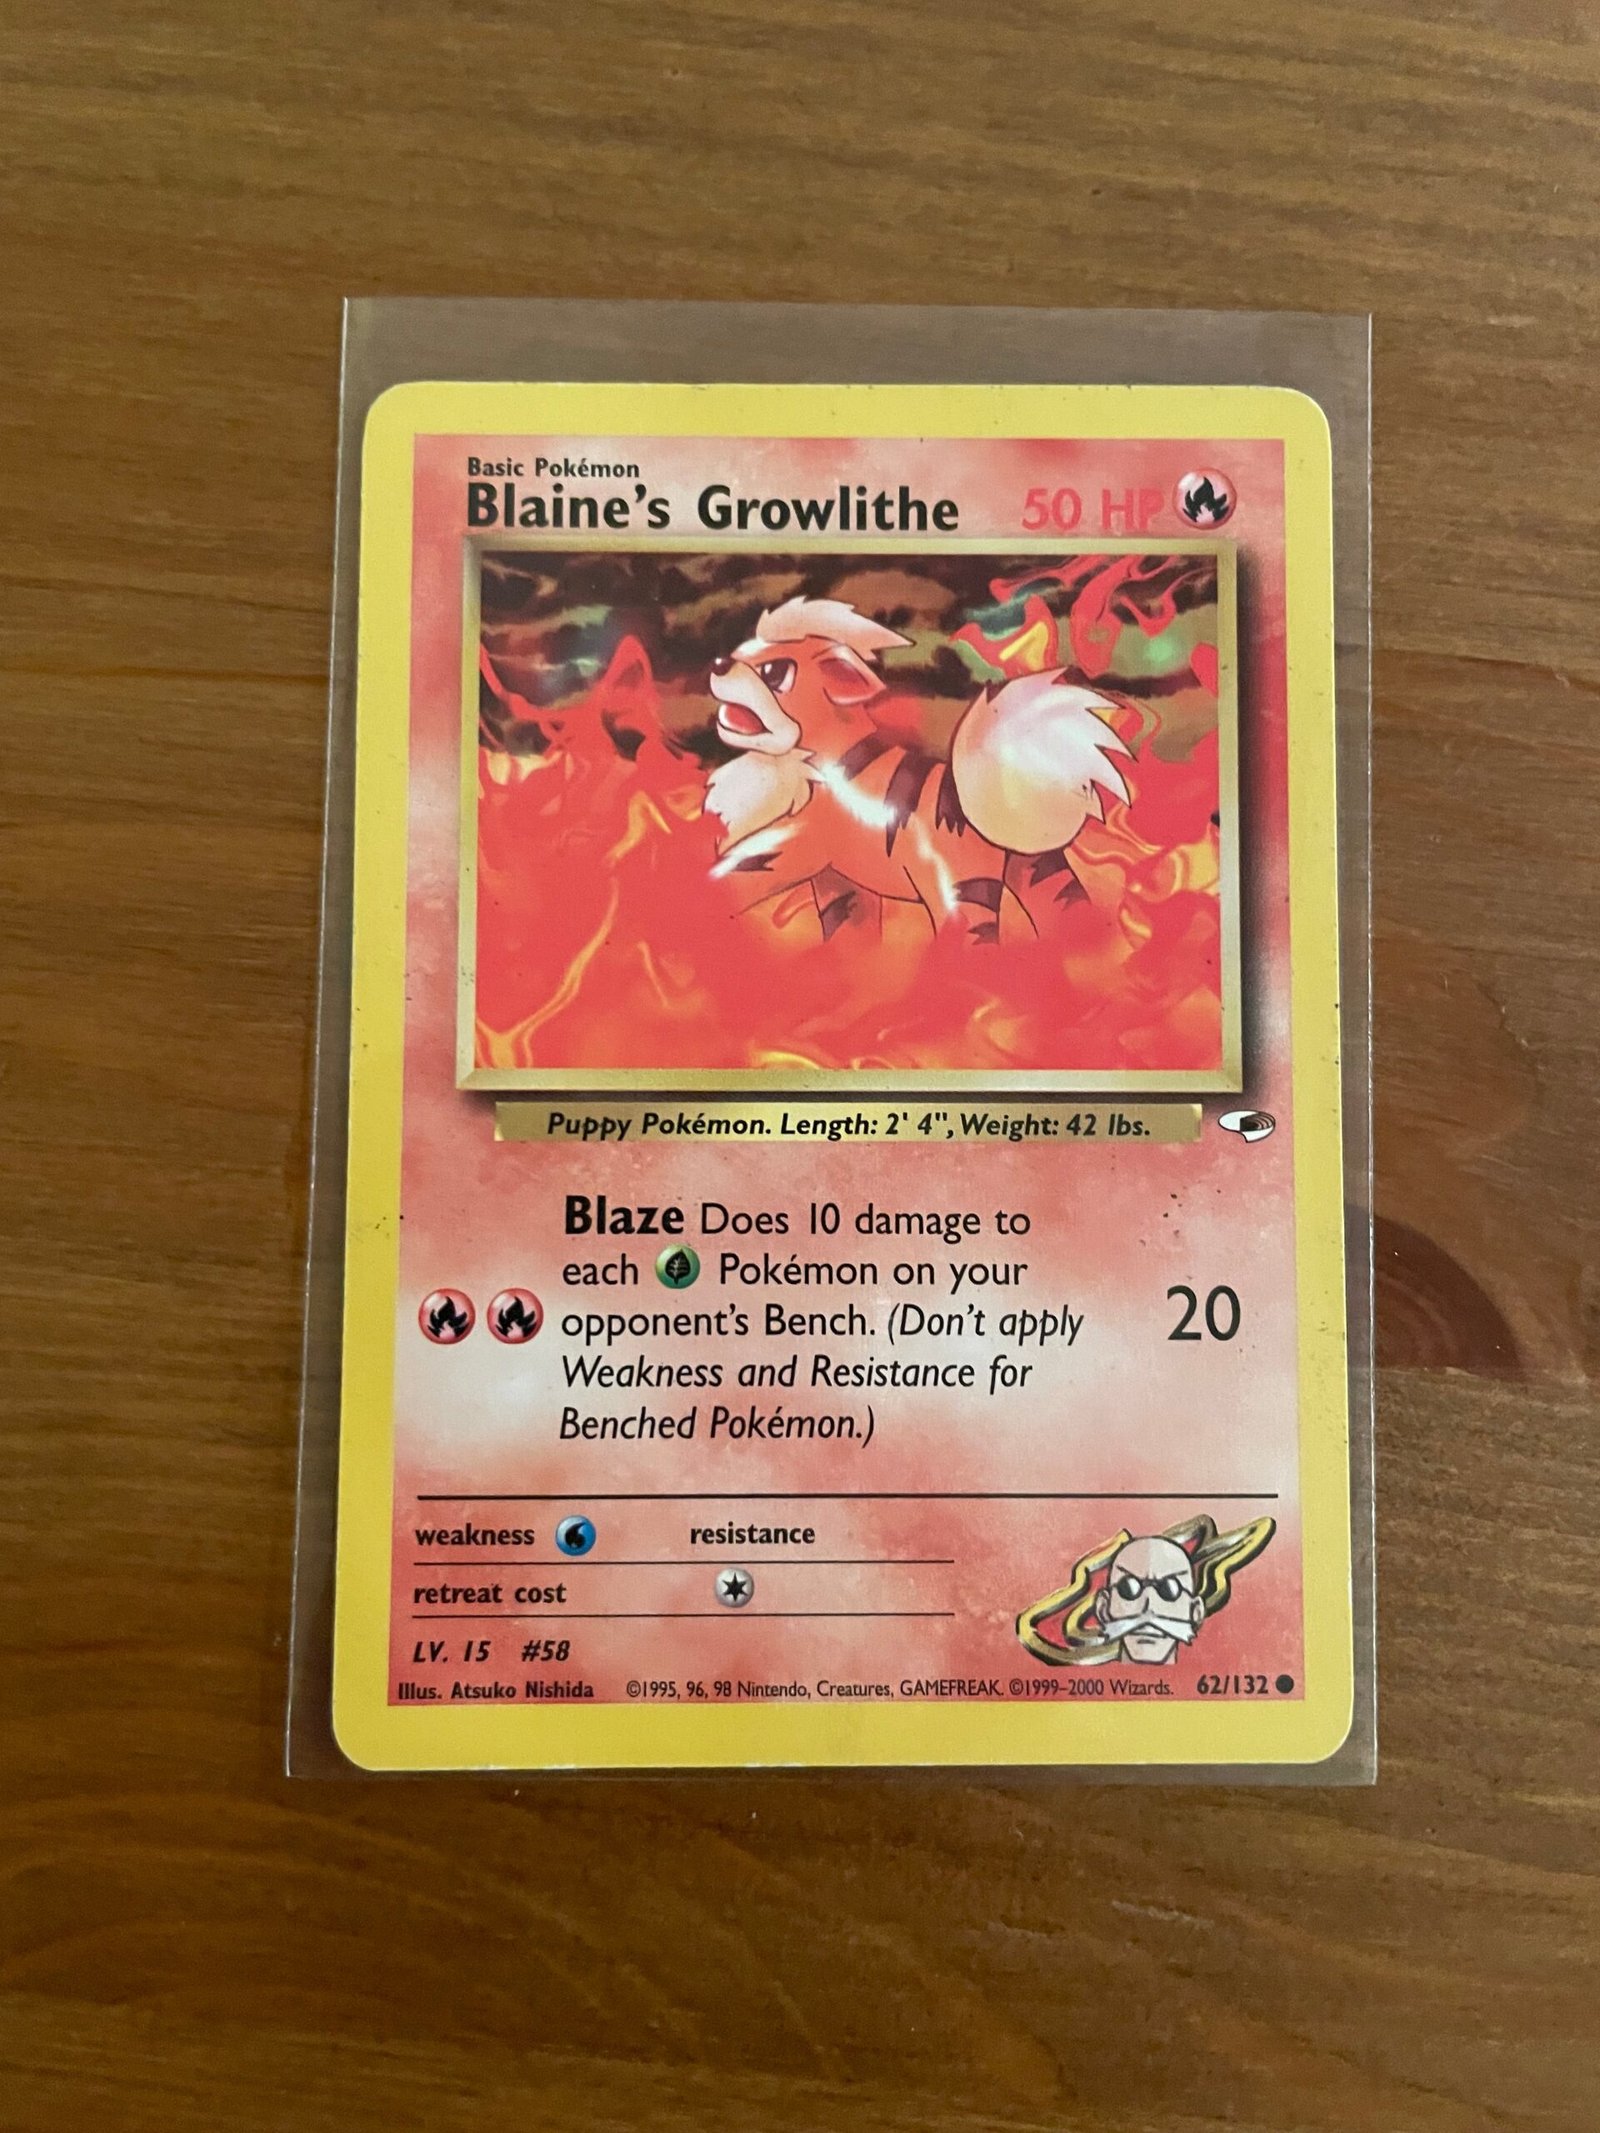 Basic Pokémon
Blaine's Growlithe 50 HP
Puppy Pokémon. Length: 2' 4", Weight: 42 lbs.
Blaze Does 10 damage to
each Pokémon on your
opponent's Bench. (Don't apply
Weakness and Resistance for
Benched Pokémon.)
20
weakness resistance
retreat cost
LV. 15 #58
Illus. Atsuko Nishida ©1995, 96, 98 Nintendo, Creatures, GAMEFREAK. ©1999–2000 Wizards. 62/132